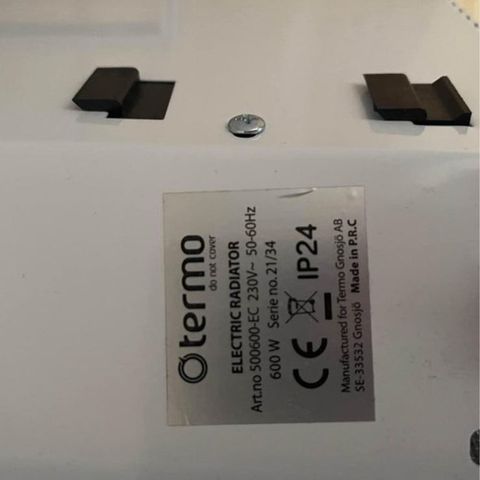 termo
do not cover
ELECTRIC RADIATOR
Art.no 500600-EC 230V~ 50-60Hz
600 W Serie no. 21/34
CE IP24
Manufactured for Termo Gnosjö AB
SE-33532 Gnosjö Made in P.R.C